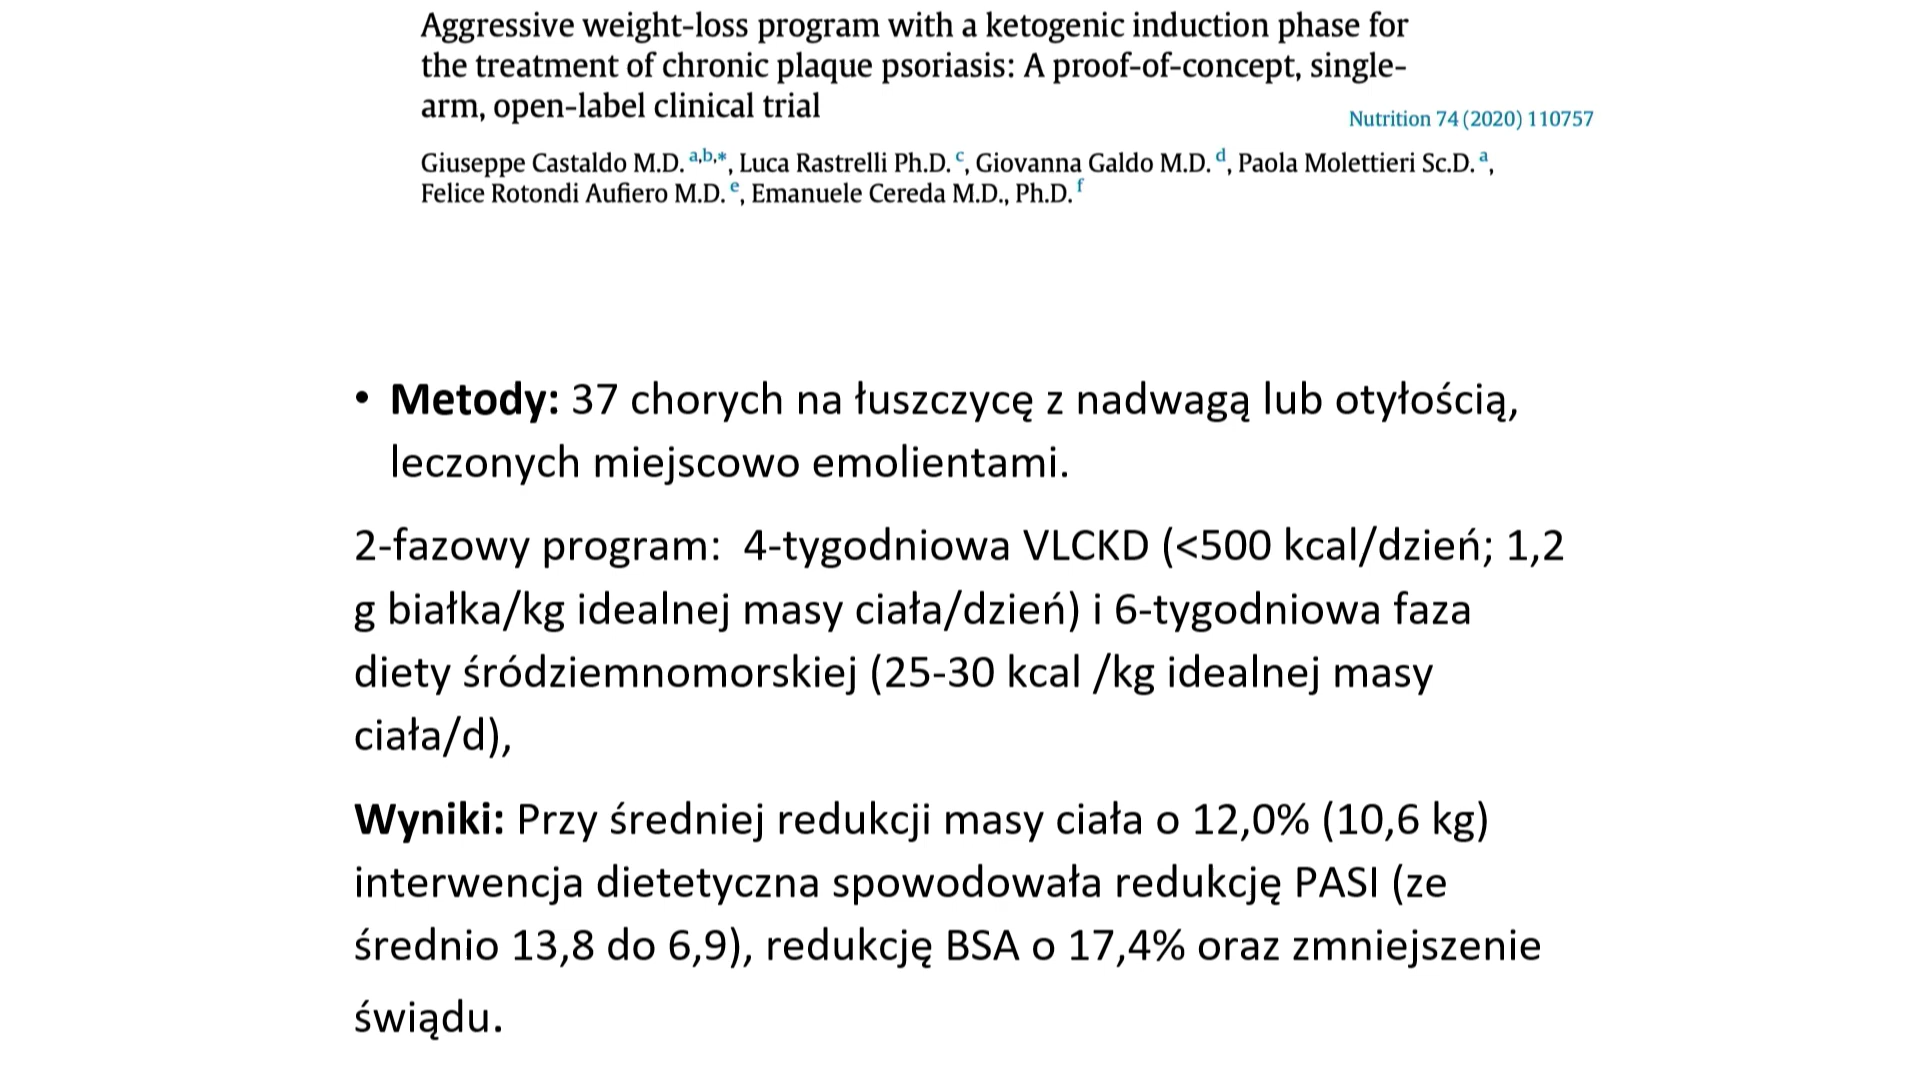 Aggressive weight-loss program with a ketogenic induction phase for
the treatment of chronic plaque psoriasis: A proof-of-concept, single-
arm, open-label clinical trial
Nutrition 74 (2020) 110757
Giuseppe Castaldo M.D. a,b,*, Luca Rastrelli Ph.D. c, Giovanna Galdo M.D. d, Paola Molettieri Sc.D. a,
Felice Rotondi Aufiero M.D. e, Emanuele Cereda M.D., Ph.D. f
• Metody: 37 chorych na łuszczycę z nadwagą lub otyłością,
leczonych miejscowo emolientami.
2-fazowy program: 4-tygodniowa VLCKD (<500 kcal/dzień; 1,2
g białka/kg idealnej masy ciała/dzień) i 6-tygodniowa faza
diety śródziemnomorskiej (25-30 kcal /kg idealnej masy
ciała/d),
Wyniki: Przy średniej redukcji masy ciała o 12,0% (10,6 kg)
interwencja dietetyczna spowodowała redukcję PASI (ze
średnio 13,8 do 6,9), redukcję BSA o 17,4% oraz zmniejszenie
świądu.